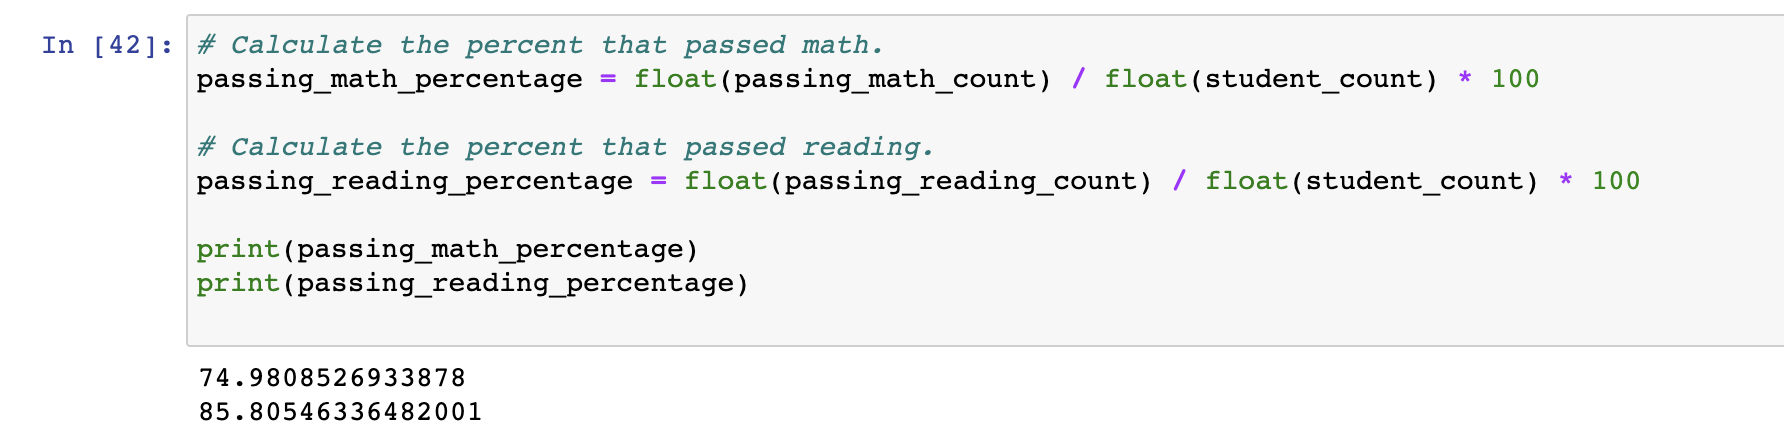 In [42]:
# Calculate the percent that passed math.
passing_math_percentage = float(passing_math_count) / float(student_count) * 100
# Calculate the percent that passed reading.
passing_reading_percentage = float(passing_reading_count) / float(student_count) * 100
print(passing_math_percentage)
print(passing_reading_percentage)
74.9808526933878
85.80546336482001